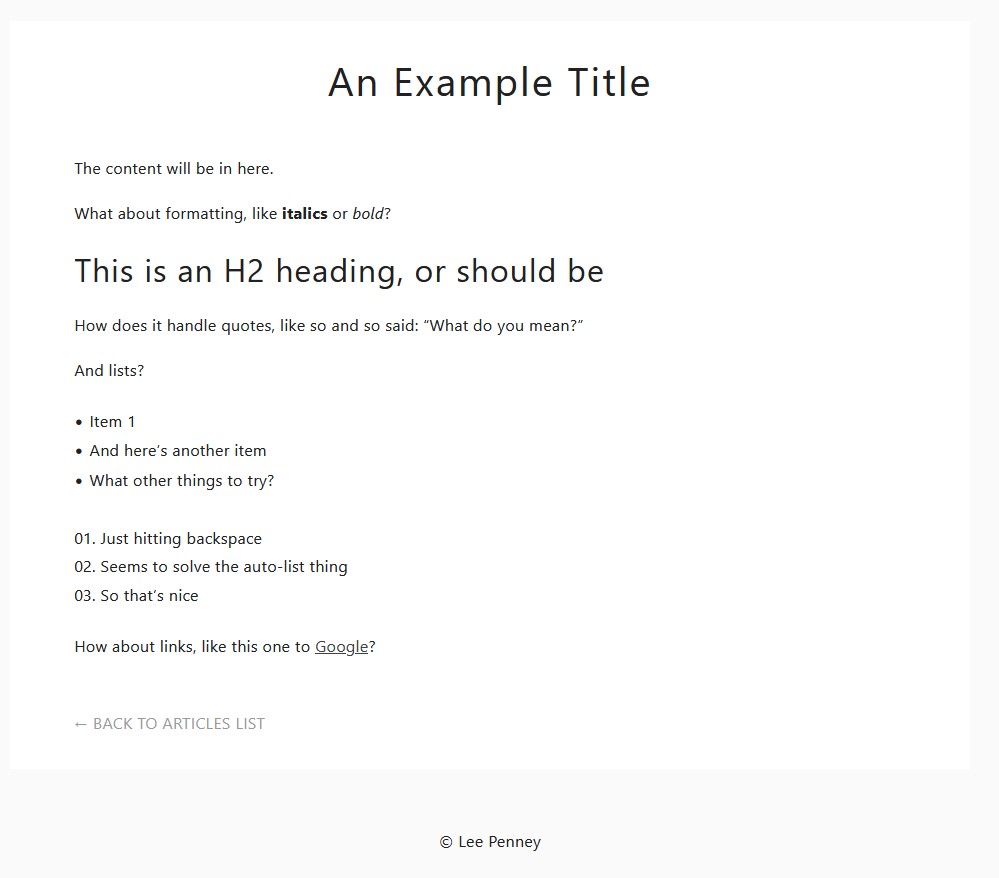 An Example Title
The content will be in here.
What about formatting, like italics or bold?
This is an H2 heading, or should be
How does it handle quotes, like so and so said: “What do you mean?”
And lists?
• Item 1
• And here’s another item
• What other things to try?
01. Just hitting backspace
02. Seems to solve the auto-list thing
03. So that’s nice
How about links, like this one to Google?
← BACK TO ARTICLES LIST
© Lee Penney